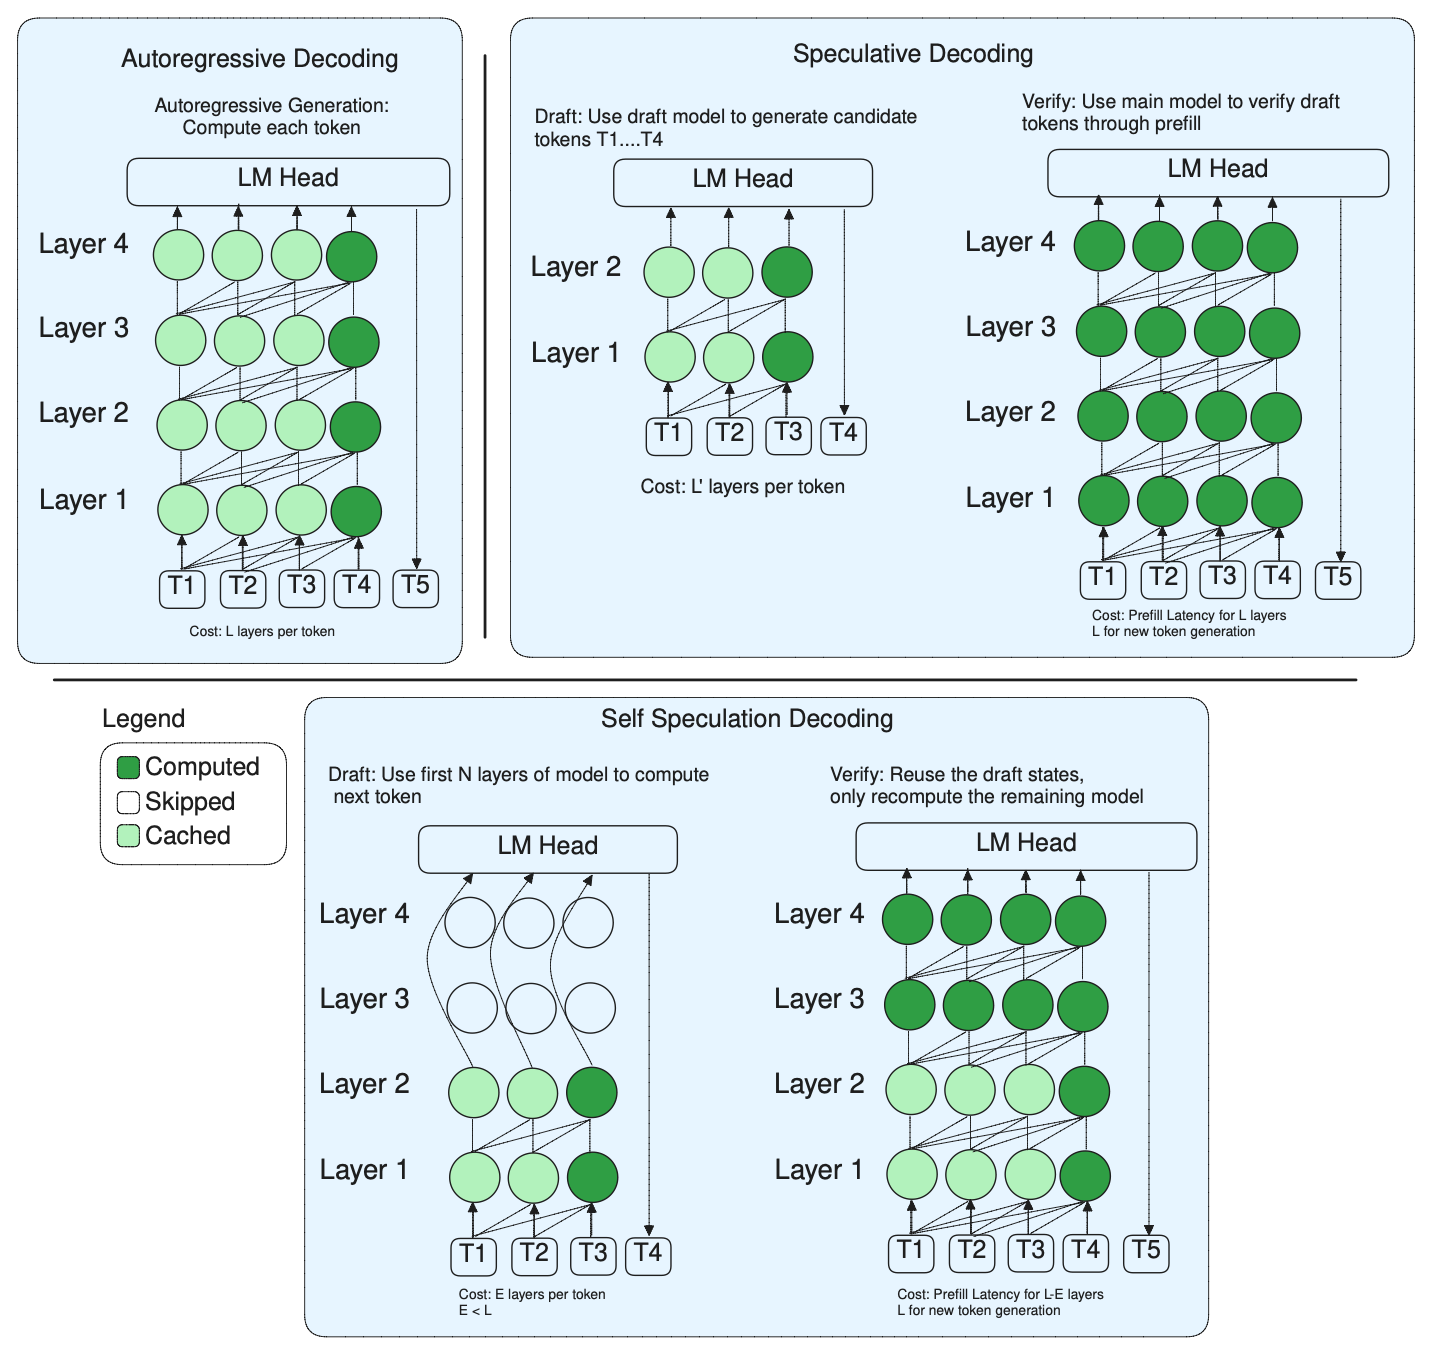 Autoregressive Decoding
Autoregressive Generation:
Compute each token
LM Head
Layer 4
Layer 3
Layer 2
Layer 1
T1 T2 T3 T4 T5
Cost: L layers per token
Speculative Decoding
Draft: Use draft model to generate candidate
tokens T1....T4
LM Head
Layer 2
Layer 1
T1 T2 T3 T4
Cost: L' layers per token
Verify: Use main model to verify draft
tokens through prefill
LM Head
Layer 4
Layer 3
Layer 2
Layer 1
T1 T2 T3 T4 T5
Cost: Prefill Latency for L layers
L for new token generation
Legend
Computed
Skipped
Cached
Self Speculation Decoding
Draft: Use first N layers of model to compute
next token
LM Head
Layer 4
Layer 3
Layer 2
Layer 1
T1 T2 T3 T4
Cost: E layers per token
E < L
Verify: Reuse the draft states,
only recompute the remaining model
LM Head
Layer 4
Layer 3
Layer 2
Layer 1
T1 T2 T3 T4 T5
Cost: Prefill Latency for L-E layers
L for new token generation